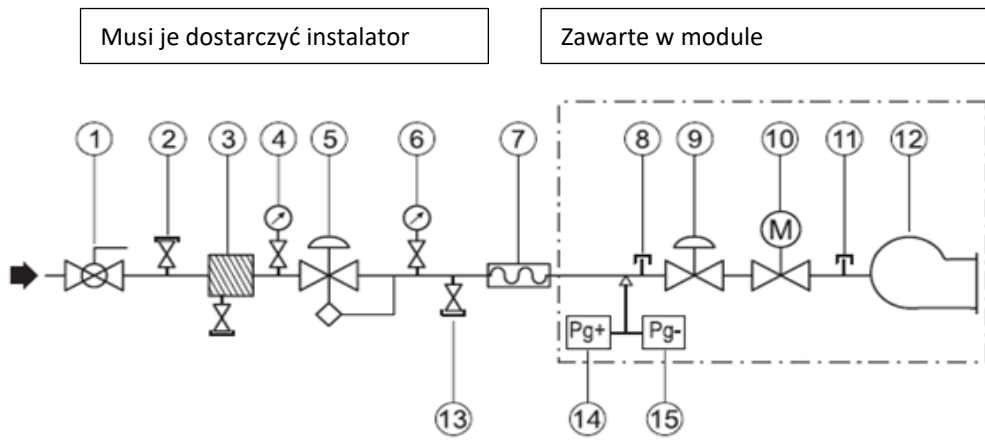 Musi je dostarczyć instalator
Zawarte w module
1 2 3 4 5 6 7 8 9 10 11 12
M
Pg+ Pg-
13 14 15